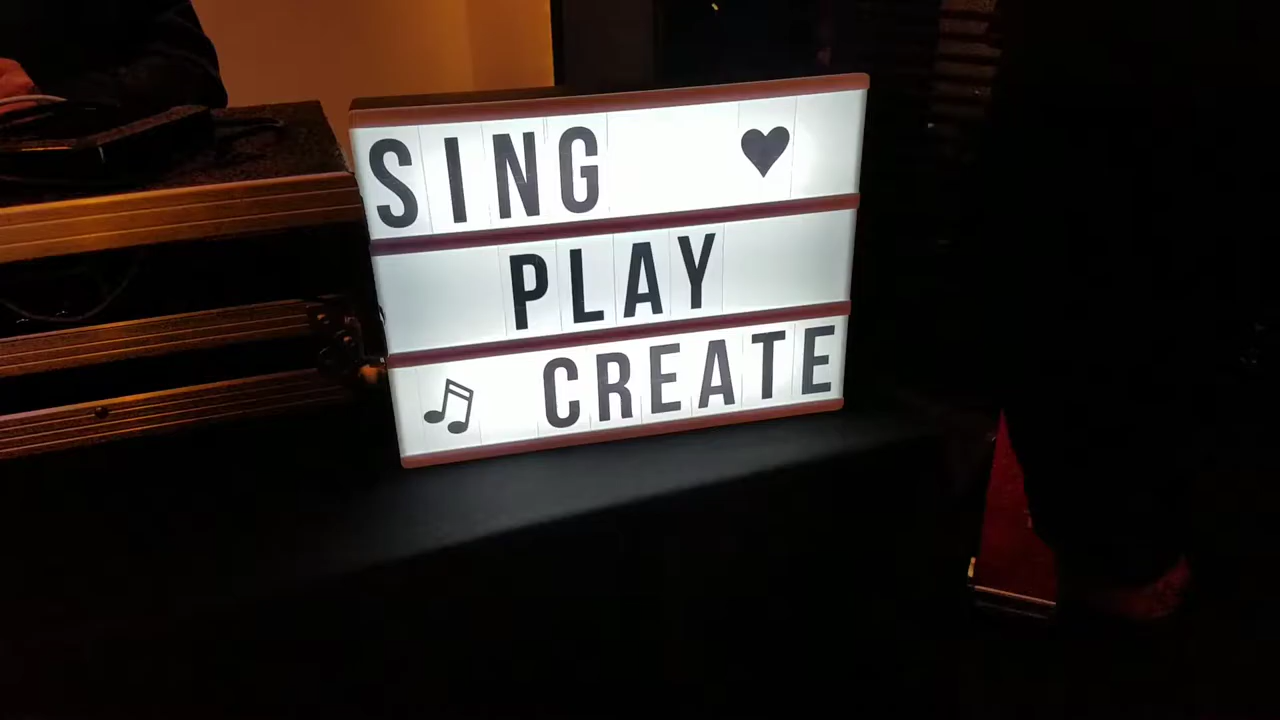 SING ♥
PLAY
♫ CREATE